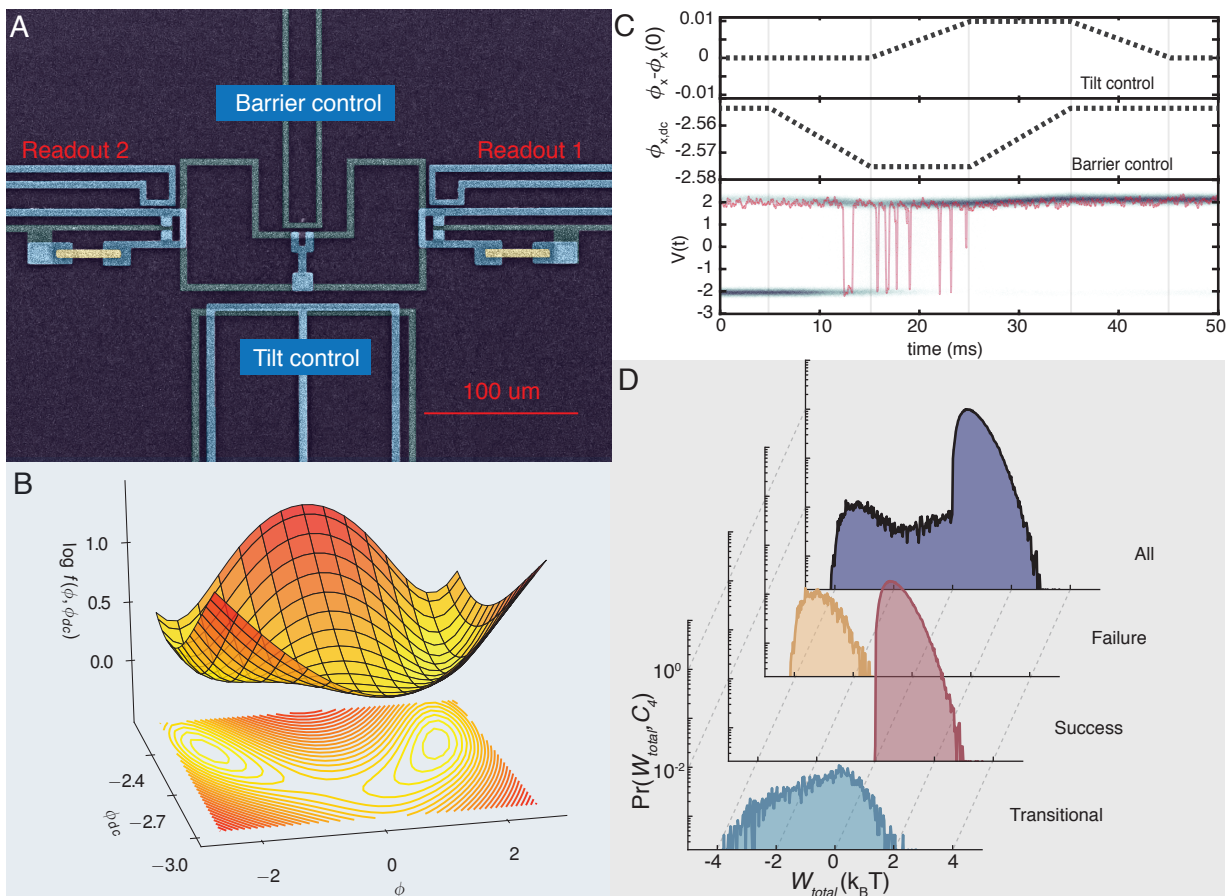 A
Barrier control
Readout 2
Readout 1
Tilt control
100 um
B
log f(ϕ, ϕdc)
1.0
0.5
0.0
−2.4
−2.7
−3.0
ϕdc
−2
0
2
ϕ
C
ϕx-ϕx(0)
0.01
0
-0.01
Tilt control
ϕx,dc
-2.56
-2.57
-2.58
Barrier control
V(t)
2
1
0
-1
-2
-3
0
10
20
30
40
50
time (ms)
D
All
Failure
Success
Transitional
Pr(Wtotal, C4)
10^0
10^-2
-4
-2
0
2
4
Wtotal (kBT)